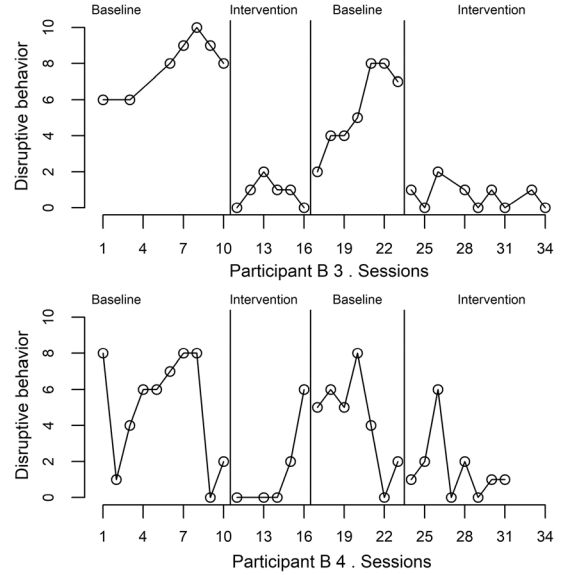 Baseline Intervention Baseline Intervention
Disruptive behavior
10
8
6
4
2
0
1 4 7 10 13 16 19 22 25 28 31 34
Participant B 3 . Sessions
Baseline Intervention Baseline Intervention
Disruptive behavior
10
8
6
4
2
0
1 4 7 10 13 16 19 22 25 28 31 34
Participant B 4 . Sessions